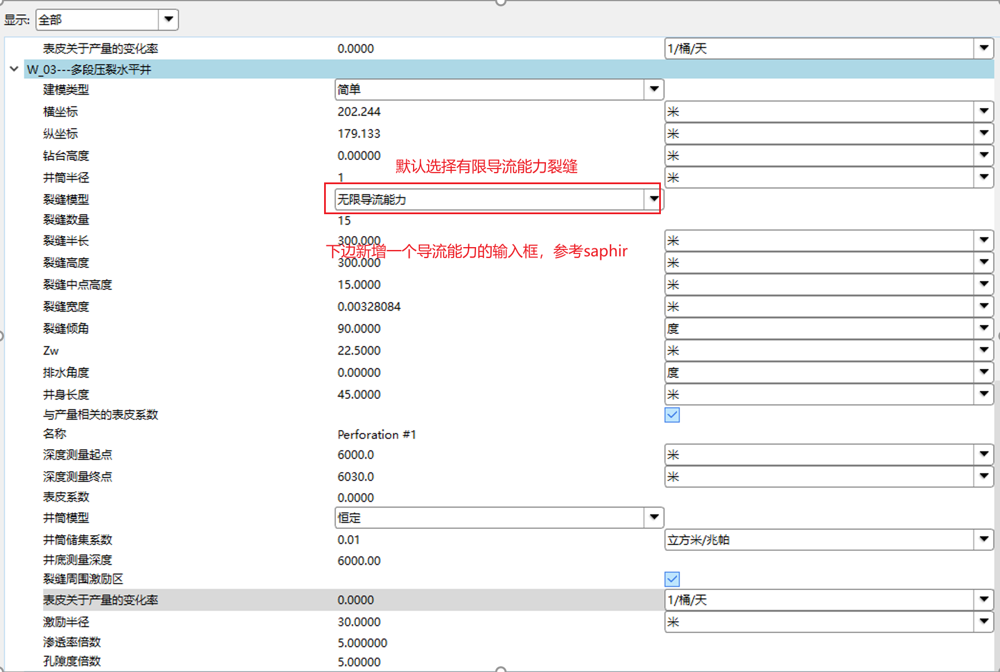 显示: 全部
表皮关于产量的变化率 0.0000 1/桶/天
W_03---多段压裂水平井
建模类型 简单
横坐标 202.244 米
纵坐标 179.133 米
钻台高度 0.00000 米
默认选择有限导流能力裂缝
井筒半径 1 米
裂缝模型 无限导流能力
裂缝数量 15
裂缝半长 300.000 米
下边新增一个导流能力的输入框，参考saphir
裂缝高度 300.000 米
裂缝中点高度 15.0000 米
裂缝宽度 0.00328084 米
裂缝倾角 90.0000 度
Zw 22.5000 米
排水角度 0.00000 度
井身长度 45.0000 米
与产量相关的表皮系数
名称 Perforation #1
深度测量起点 6000.0 米
深度测量终点 6030.0 米
表皮系数 0.0000
井筒模型 恒定
井筒储集系数 0.01 立方米/兆帕
井底测量深度 6000.00
裂缝周围激励区
表皮关于产量的变化率 0.0000 1/桶/天
激励半径 30.0000 米
渗透率倍数 5.000000
孔隙度倍数 5.00000